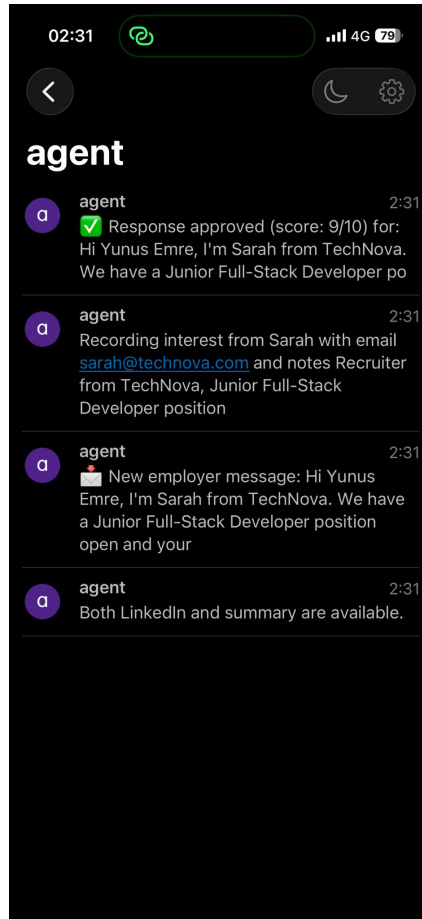 02:31
4G 79
agent
a
agent 2:31
✅ Response approved (score: 9/10) for:
Hi Yunus Emre, I'm Sarah from TechNova.
We have a Junior Full-Stack Developer po
a
agent 2:31
Recording interest from Sarah with email
sarah@technova.com and notes Recruiter
from TechNova, Junior Full-Stack
Developer position
a
agent 2:31
📩 New employer message: Hi Yunus
Emre, I'm Sarah from TechNova. We have
a Junior Full-Stack Developer position
open and your
a
agent 2:31
Both LinkedIn and summary are available.